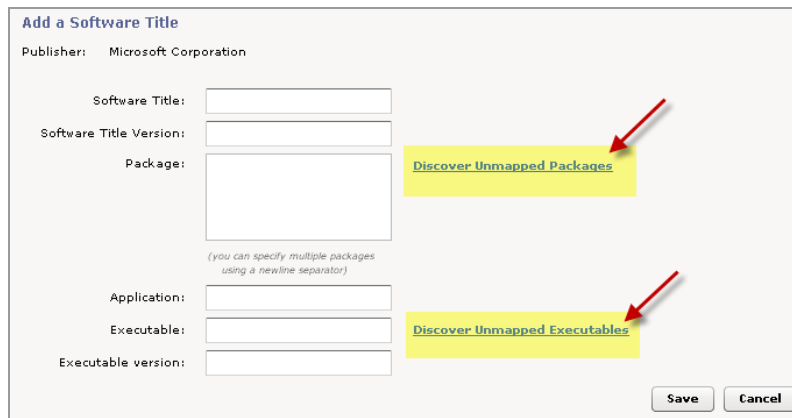 Add a Software Title
Publisher: Microsoft Corporation
Software Title:
Software Title Version:
Package: Discover Unmapped Packages
(you can specify multiple packages
using a newline separator)
Application:
Executable: Discover Unmapped Executables
Executable version:
Save Cancel